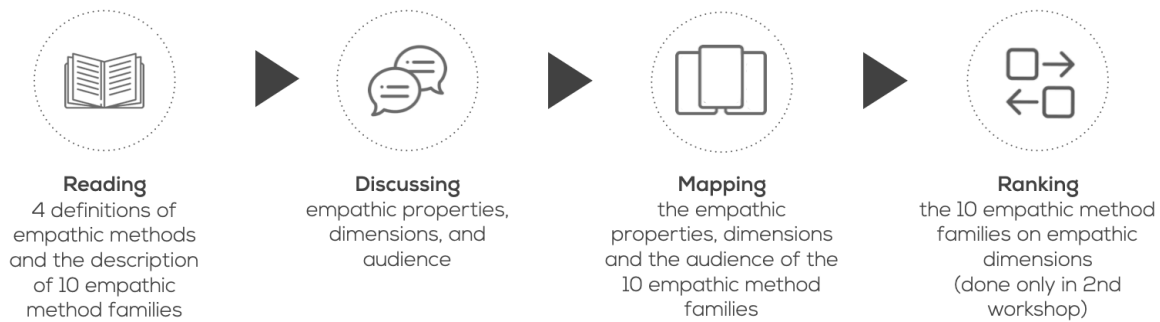 Reading
4 definitions of
empathic methods
and the description
of 10 empathic
method families
Discussing
empathic properties,
dimensions, and
audience
Mapping
the empathic
properties, dimensions
and the audience of the
10 empathic method
families
Ranking
the 10 empathic method
families on empathic
dimensions
(done only in 2nd
workshop)